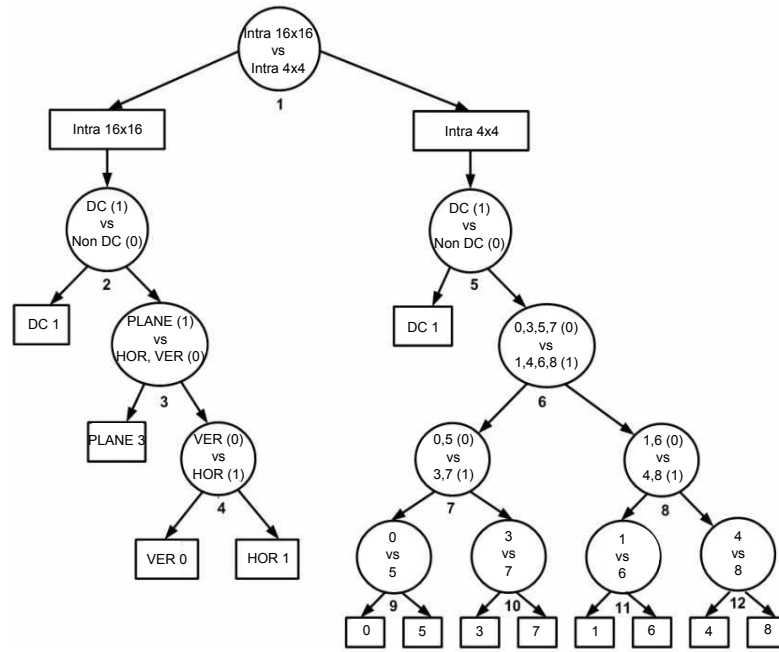 Intra 16x16
vs
Intra 4x4
1
Intra 16x16
Intra 4x4
DC (1)
vs
Non DC (0)
2
DC (1)
vs
Non DC (0)
5
DC 1
PLANE (1)
vs
HOR, VER (0)
3
DC 1
0,3,5,7 (0)
vs
1,4,6,8 (1)
6
PLANE 3
VER (0)
vs
HOR (1)
4
0,5 (0)
vs
3,7 (1)
7
1,6 (0)
vs
4,8 (1)
8
VER 0
HOR 1
0
vs
5
9
3
vs
7
10
1
vs
6
11
4
vs
8
12
0
5
3
7
1
6
4
8